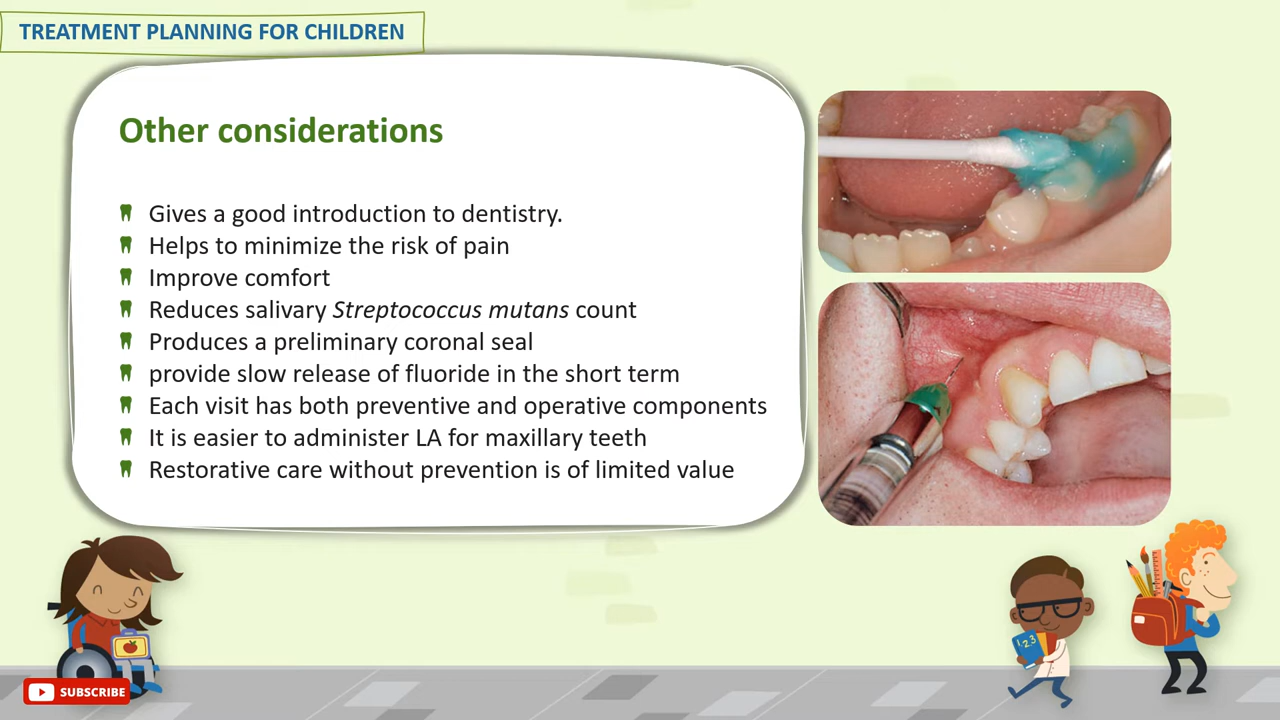 TREATMENT PLANNING FOR CHILDREN
Other considerations
Gives a good introduction to dentistry.
Helps to minimize the risk of pain
Improve comfort
Reduces salivary Streptococcus mutans count
Produces a preliminary coronal seal
provide slow release of fluoride in the short term
Each visit has both preventive and operative components
It is easier to administer LA for maxillary teeth
Restorative care without prevention is of limited value
1 2 3
SUBSCRIBE